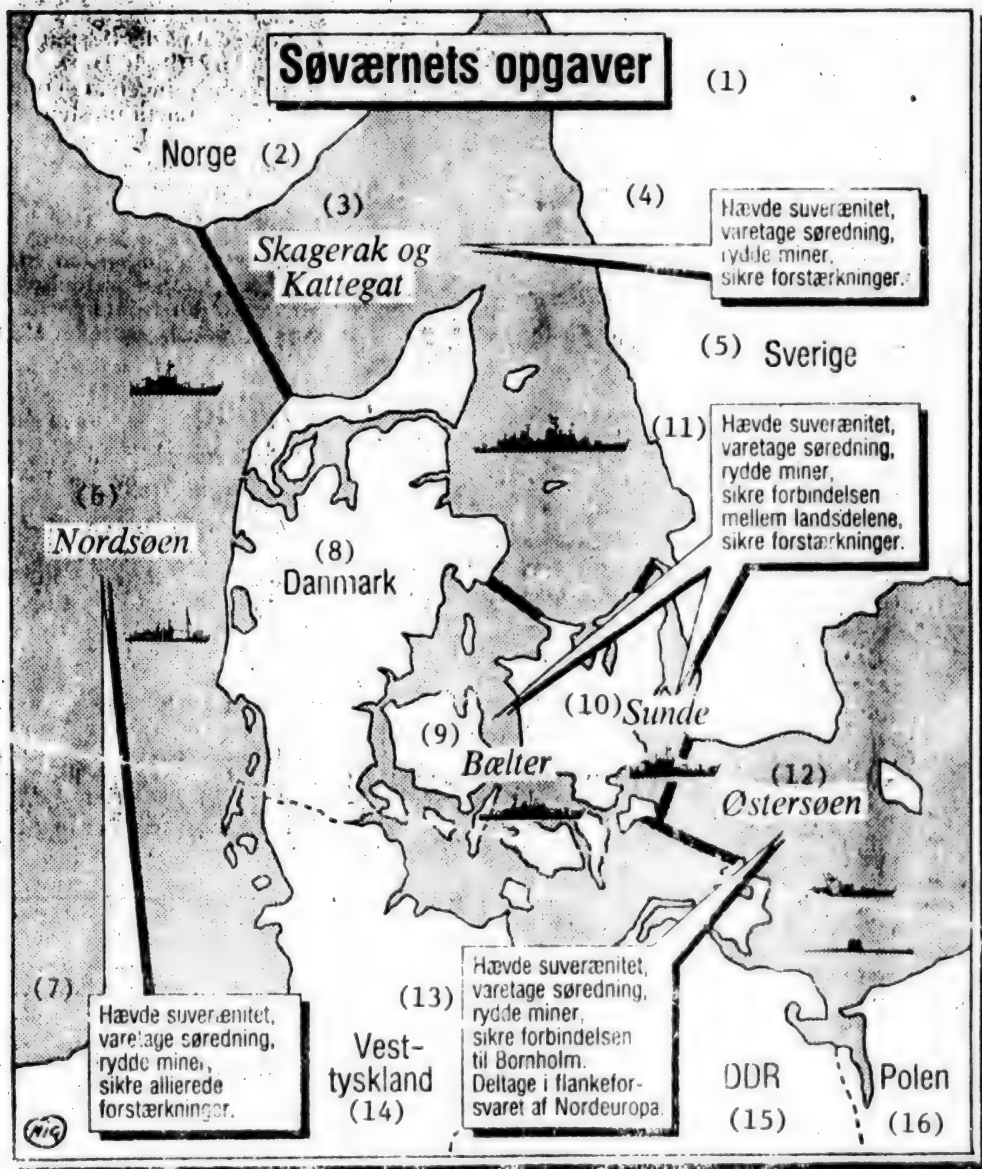 Søværnets opgaver
(1)
Norge (2)
(3)
Skagerak og
Kattegat
(4)
Hævde suverænitet,
varetage søredning,
rydde miner,
sikre forstærkninger.
(5) Sverige
(11)
Hævde suverænitet,
varetage søredning,
rydde miner,
sikre forbindelsen
mellem landsdelene,
sikre forstærkninger.
(6)
Nordsøen
(8)
Danmark
(9)
Bælter
(10) Sunde
(12)
Østersøen
(7)
Hævde suverænitet,
varetage søredning,
rydde miner,
sikre allierede
forstærkninger.
(13)
Hævde suverænitet,
varetage søredning,
rydde miner,
sikre forbindelsen
til Bornholm.
Deltage i flankefor-
svaret af Nordeuropa.
Vest-
tyskland
(14)
DDR
(15)
Polen
(16)